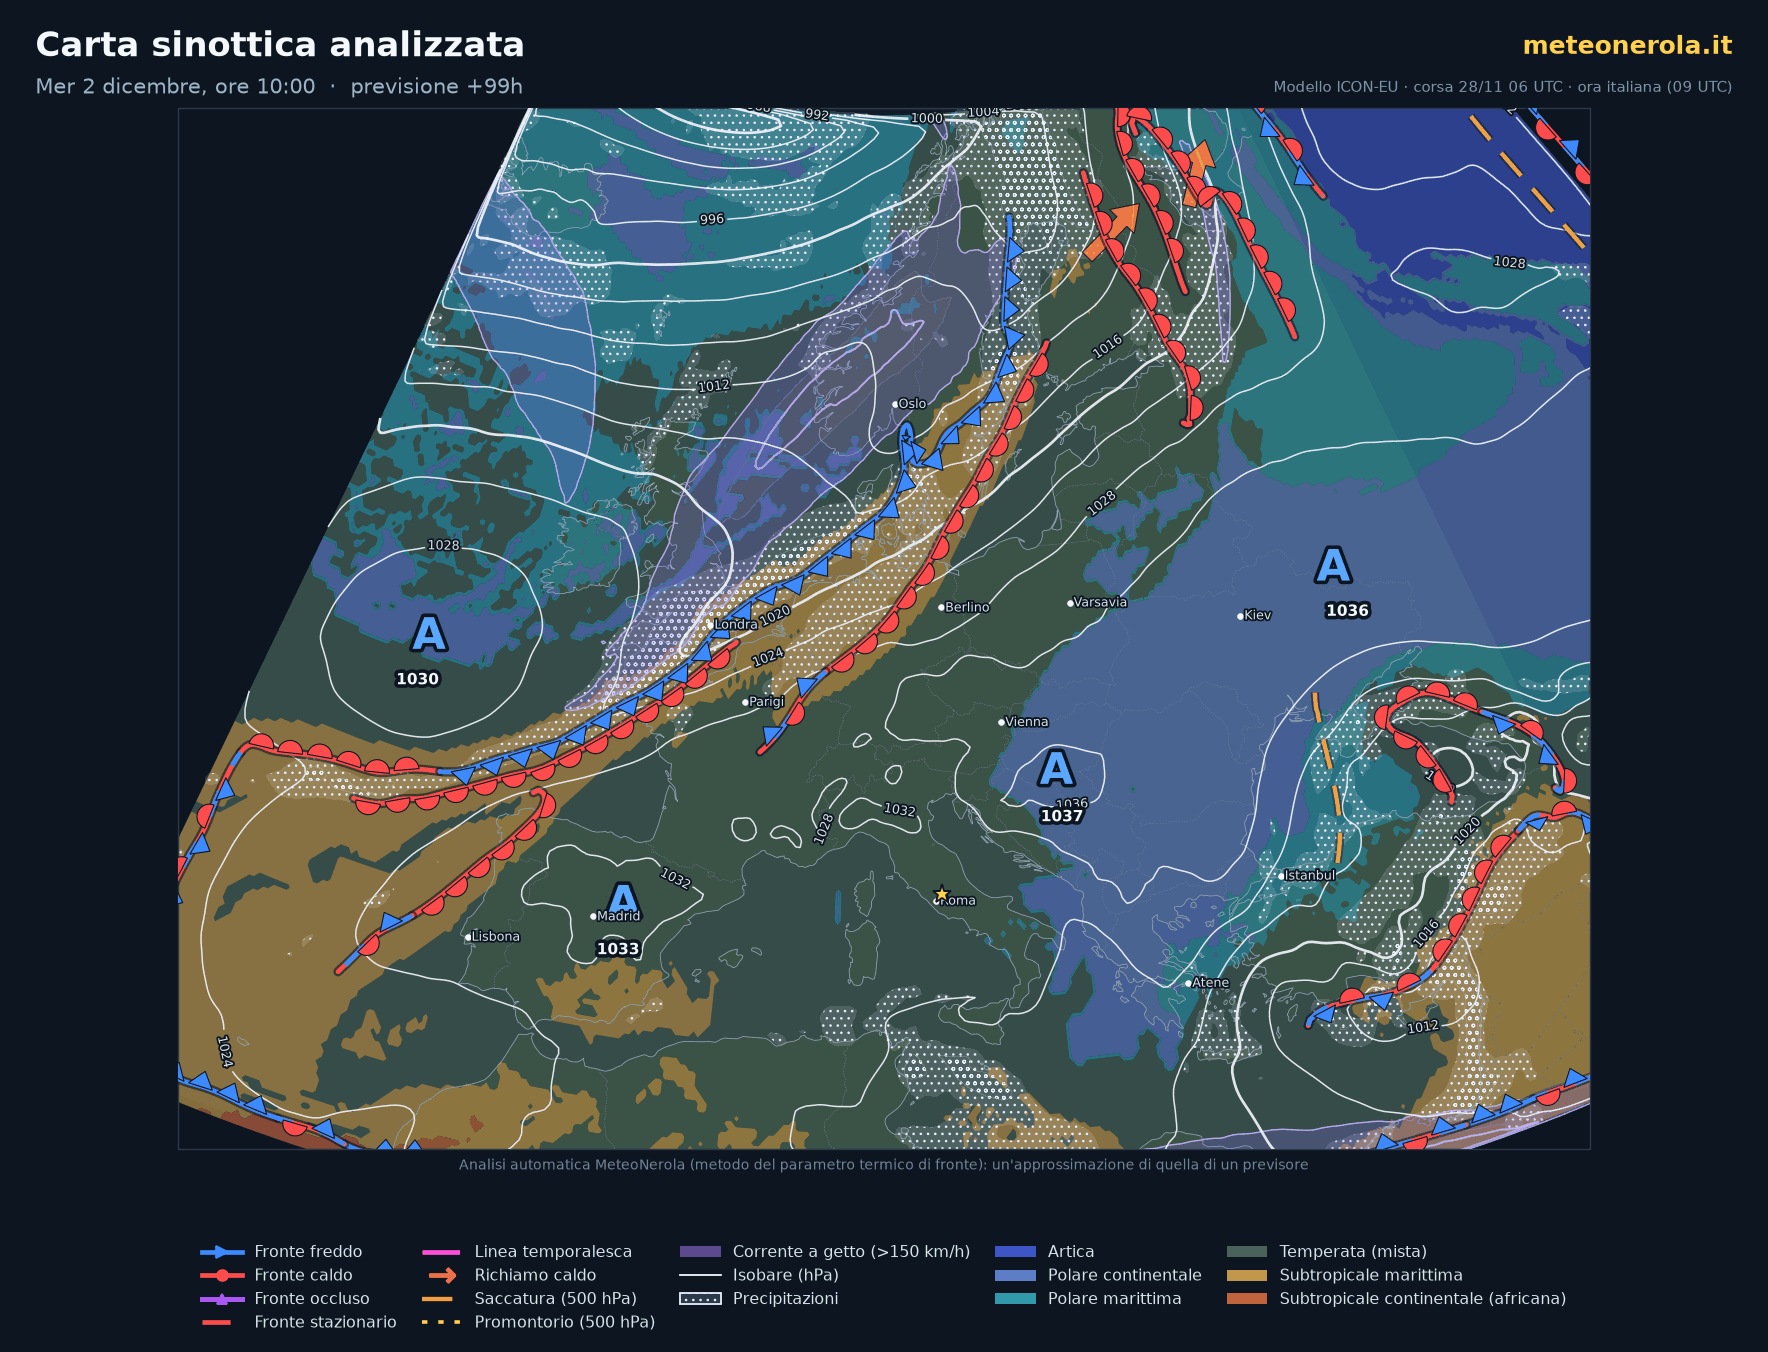 Carta sinottica analizzata
meteonerola.it
Mer 2 dicembre, ore 10:00 · previsione +99h
Modello ICON-EU · corsa 28/11 06 UTC · ora italiana (09 UTC)
992
1000
1004
996
1028
1016
1012
Oslo
1028
1028
A
1036
Berlino
Varsavia
Kiev
Londra
1020
A
1030
1024
Parigi
Vienna
A
1036
1037
1032
1028
1020
1032
Istanbul
A
Madrid
Roma
1033
Lisbona
1016
Atene
1012
1024
Analisi automatica MeteoNerola (metodo del parametro termico di fronte): un'approssimazione di quella di un previsore
Fronte freddo
Fronte caldo
Fronte occluso
Fronte stazionario
Linea temporalesca
Richiamo caldo
Saccatura (500 hPa)
Promontorio (500 hPa)
Corrente a getto (>150 km/h)
Isobare (hPa)
Precipitazioni
Artica
Polare continentale
Polare marittima
Temperata (mista)
Subtropicale marittima
Subtropicale continentale (africana)